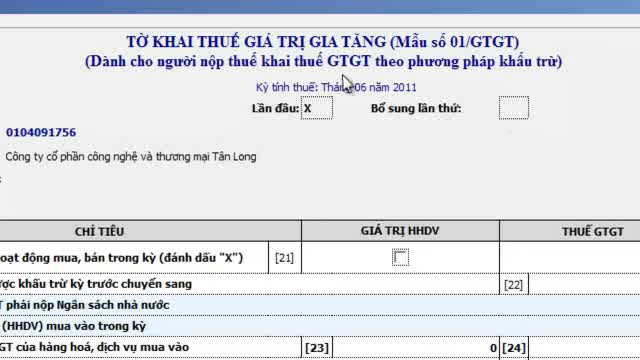 TỜ KHAI THUẾ GIÁ TRỊ GIA TĂNG (Mẫu số 01/GTGT)
(Dành cho người nộp thuế khai thuế GTGT theo phương pháp khấu trừ)
Kỳ tính thuế: Tháng 06 năm 2011
Lần đầu: X Bổ sung lần thứ:
0104091756
Công ty cổ phần công nghệ và thương mại Tân Long
:
CHỈ TIÊU GIÁ TRỊ HHDV THUẾ GTGT
oạt động mua, bán trong kỳ (đánh dấu "X") [21]
ược khấu trừ kỳ trước chuyển sang [22]
T phải nộp Ngân sách nhà nước
(HHDV) mua vào trong kỳ
GT của hàng hoá, dịch vụ mua vào [23] 0 [24]